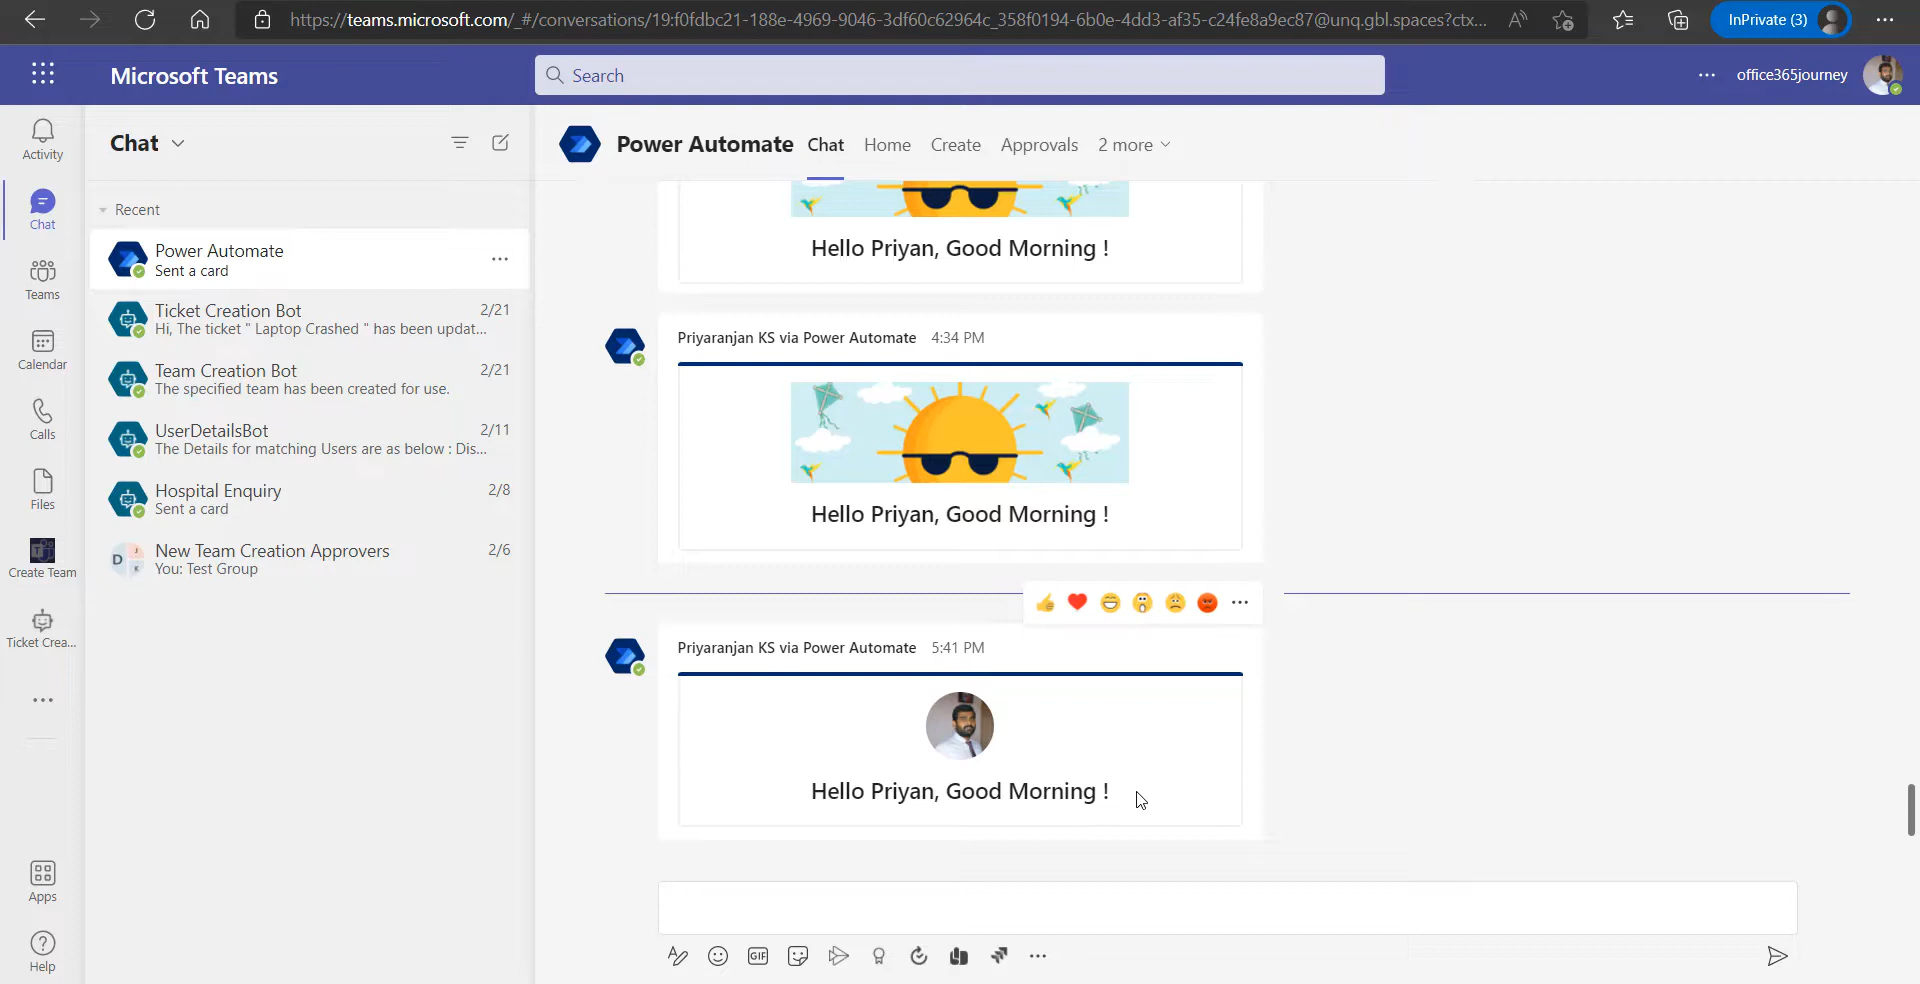 https://teams.microsoft.com/_#/conversations/19:f0fdbc21-188e-4969-9046-3df60c62964c_358f0194-6b0e-4dd3-af35-c24fe8a9ec87@unq.gbl.spaces?ctx...
InPrivate (3)
Microsoft Teams
Search
office365journey
Activity
Chat
Teams
Calendar
Calls
Files
Create Team
Ticket Crea...
Apps
Help
Chat
Recent
Power Automate
Sent a card
Ticket Creation Bot 2/21
Hi, The ticket " Laptop Crashed " has been updat...
Team Creation Bot 2/21
The specified team has been created for use.
UserDetailsBot 2/11
The Details for matching Users are as below : Dis...
Hospital Enquiry 2/8
Sent a card
D
J
K
New Team Creation Approvers 2/6
You: Test Group
Power Automate Chat Home Create Approvals 2 more
Hello Priyan, Good Morning !
Priyaranjan KS via Power Automate 4:34 PM
Hello Priyan, Good Morning !
Priyaranjan KS via Power Automate 5:41 PM
Hello Priyan, Good Morning !
GIF